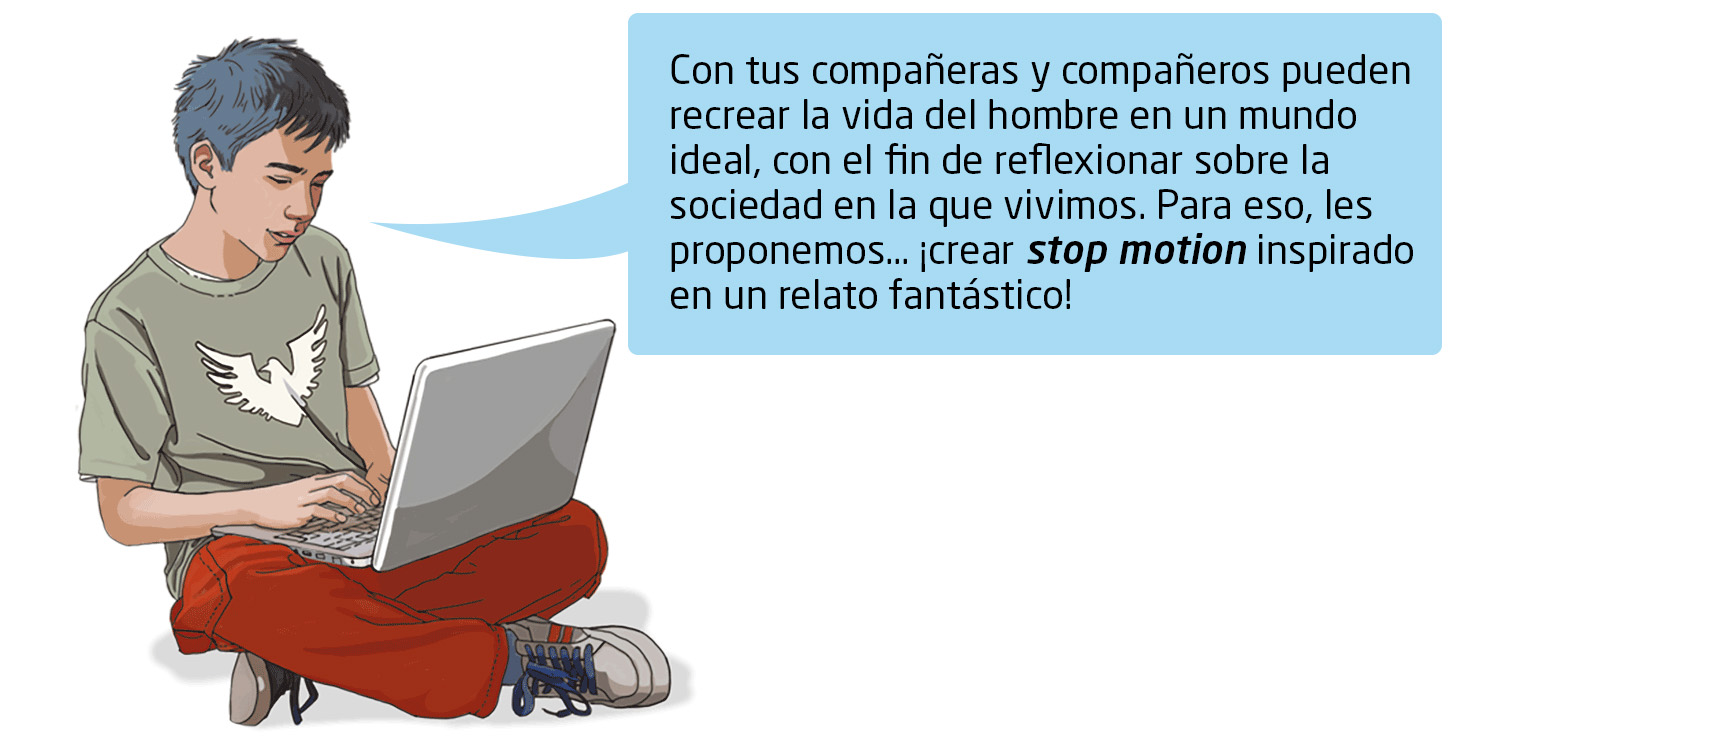 Con tus compañeras y compañeros pueden
recrear la vida del hombre en un mundo
ideal, con el fin de reflexionar sobre la
sociedad en la que vivimos. Para eso, les
proponemos... ¡crear stop motion inspirado
en un relato fantástico!